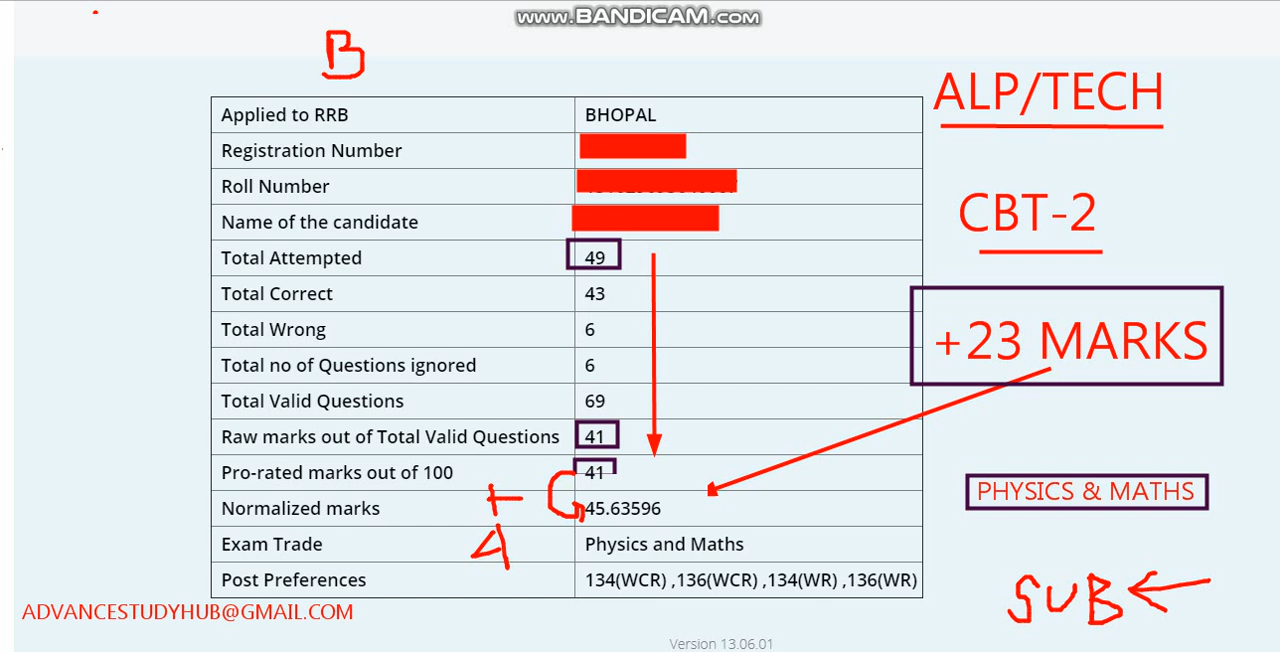 www.BANDICAM.com
B
ALP/TECH
CBT-2
+23 MARKS
PHYSICS & MATHS
SUB
Applied to RRB BHOPAL
Registration Number
Roll Number
Name of the candidate
Total Attempted 49
Total Correct 43
Total Wrong 6
Total no of Questions ignored 6
Total Valid Questions 69
Raw marks out of Total Valid Questions 41
Pro-rated marks out of 100 41
Normalized marks 45.63596
+ 4
Exam Trade Physics and Maths
Post Preferences 134(WCR) ,136(WCR) ,134(WR) ,136(WR)
ADVANCESTUDYHUB@GMAIL.COM
Version 13.06.01